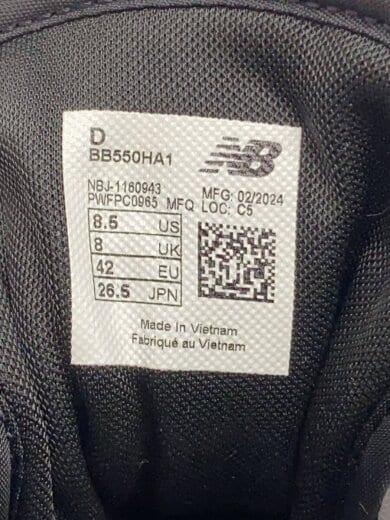 D
BB550HA1
NB
NBJ-1160943
PWFPC0965 MFQ
MFG: 02/2024
LOC: C5
8.5 US
8 UK
42 EU
26.5 JPN
Made In Vietnam
Fabriqué au Vietnam